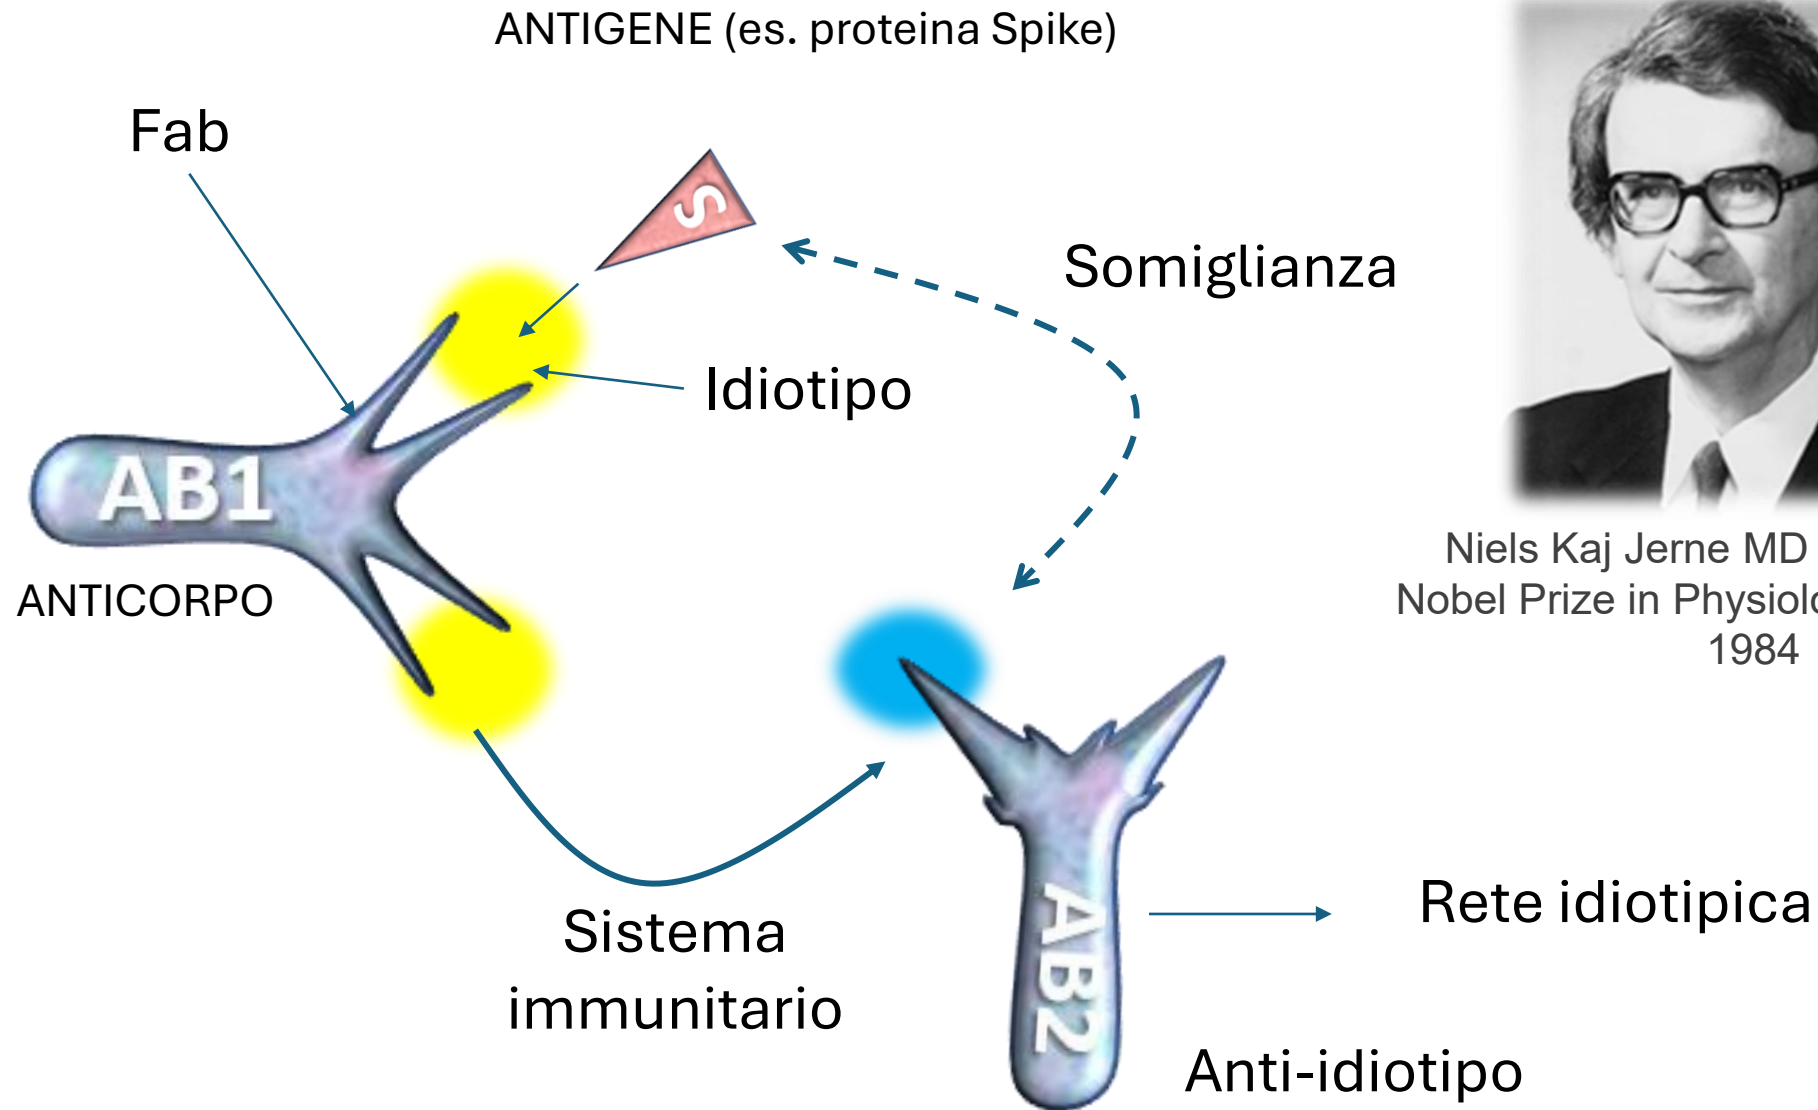 ANTIGENE (es. proteina Spike)
Fab
S
Somiglianza
Idiotipo
AB1
ANTICORPO
Niels Kaj Jerne MD
Nobel Prize in
1984
Rete idiotipica
Sistema
immunitario
AB2
Anti-idiotipo